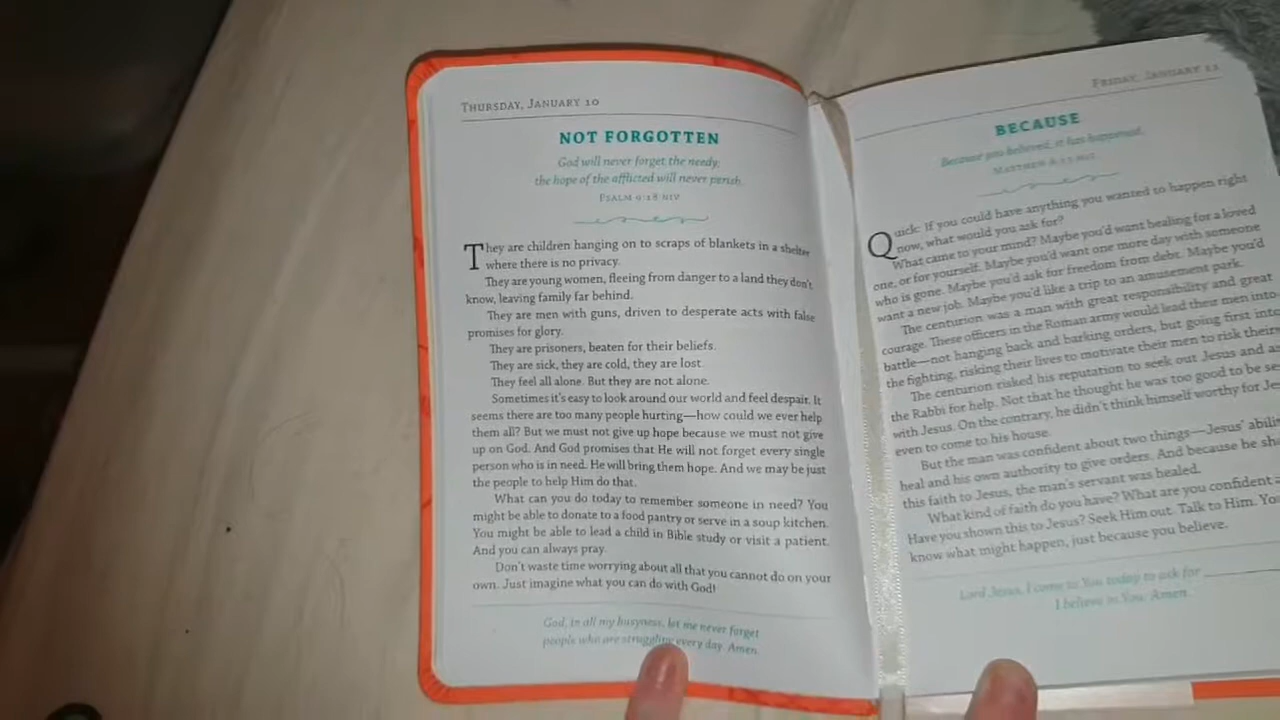 THURSDAY, JANUARY 10
NOT FORGOTTEN
God will never forget the needy;
the hope of the afflicted will never perish.
PSALM 9:18 NIV
They are children hanging on to scraps of blankets in a shelter
where there is no privacy.
They are young women, fleeing from danger to a land they don't
know, leaving family far behind.
They are men with guns, driven to desperate acts with false
promises for glory.
They are prisoners, beaten for their beliefs.
They are sick, they are cold, they are lost.
They feel all alone. But they are not alone.
Sometimes it's easy to look around our world and feel despair. It
seems there are too many people hurting—how could we ever help
them all? But we must not give up hope because we must not give
up on God. And God promises that He will not forget every single
person who is in need. He will bring them hope. And we may be just
the people to help Him do that.
What can you do today to remember someone in need? You
might be able to donate to a food pantry or serve in a soup kitchen.
You might be able to lead a child in Bible study or visit a patient.
And you can always pray.
Don't waste time worrying about all that you cannot do on your
own. Just imagine what you can do with God!
God, in all my busyness, let me never forget
people who are struggling every day. Amen.
FRIDAY, JANUARY 11
BECAUSE
Because you believed, it has happened.
MATTHEW 8:13 NLT
Quick: If you could have anything you wanted to happen right
now, what would you ask for?
What came to your mind? Maybe you'd want healing for a loved
one, or for yourself. Maybe you'd want one more day with someone
who is gone. Maybe you'd ask for freedom from debt. Maybe you'd
want a new job. Maybe you'd like a trip to an amusement park.
The centurion was a man with great responsibility and great
courage. These officers in the Roman army would lead their men into
battle—not hanging back and barking orders, but going first into
the fighting, risking their lives to motivate their men to risk theirs
The centurion risked his reputation to seek out Jesus and as
the Rabbi for help. Not that he thought he was too good to be se
with Jesus. On the contrary, he didn't think himself worthy for Je
even to come to his house.
But the man was confident about two things—Jesus' abili
heal and his own authority to give orders. And because he sh
this faith to Jesus, the man's servant was healed.
What kind of faith do you have? What are you confident a
Have you shown this to Jesus? Seek Him out. Talk to Him. Yo
know what might happen, just because you believe.
Lord Jesus, I come to You today to ask for
I believe in You. Amen.